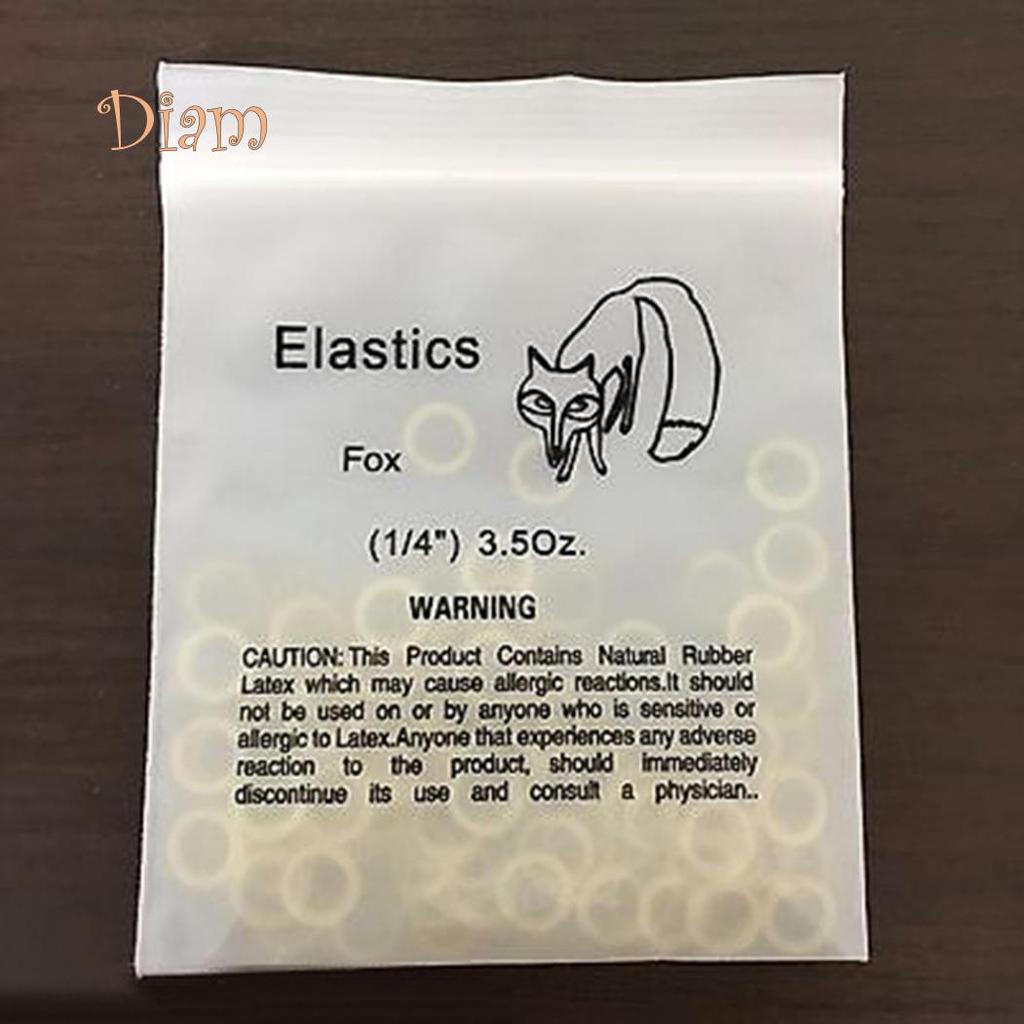 Diam
Elastics
Fox
(1/4") 3.5Oz.
WARNING
CAUTION: This Product Contains Natural Rubber
Latex which may cause allergic reactions.It should
not be used on or by anyone who is sensitive or
allergic to Latex.Anyone that experiences any adverse
reaction to the product, should immediately
discontinue its use and consult a physician..